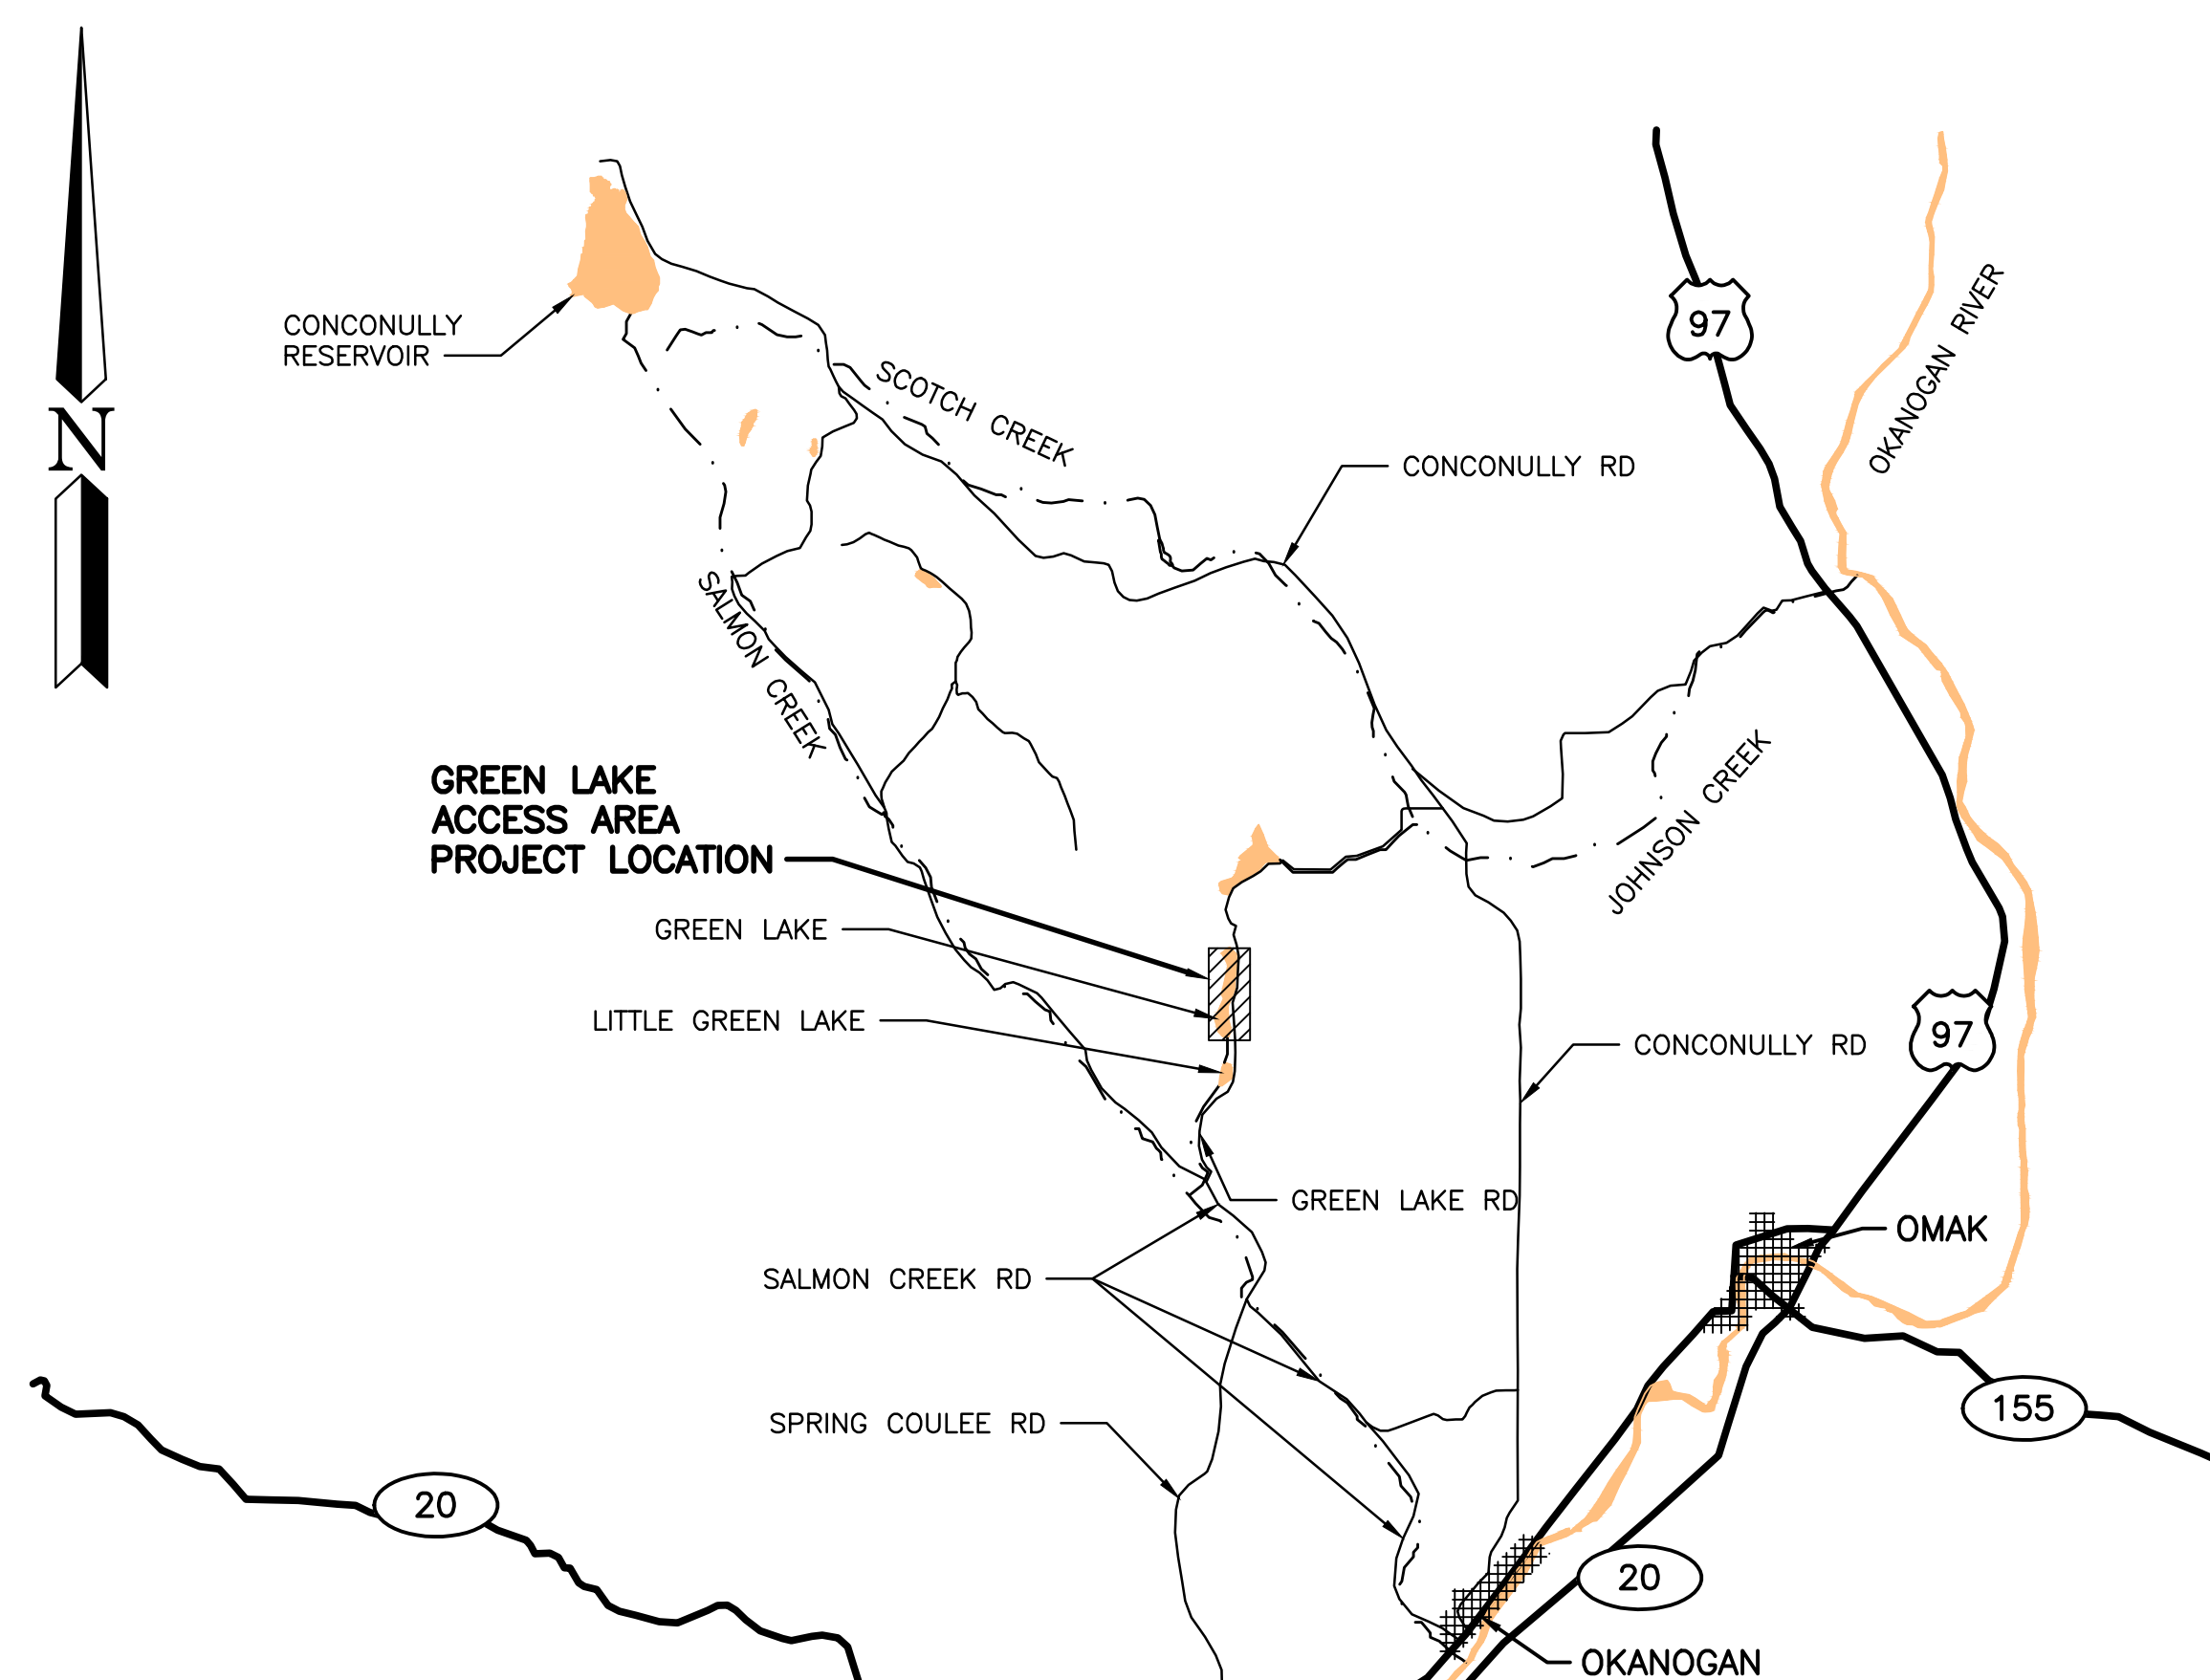 97
OKANOGAN RIVER
CONCONULLY
RESERVOIR
SCOTCH CREEK
CONCONULLY RD
N
SALMON CREEK
GREEN LAKE
ACCESS AREA
PROJECT LOCATION
JOHNSON CREEK
GREEN LAKE
LITTLE GREEN LAKE
97
CONCONULLY RD
GREEN LAKE RD
OMAK
SALMON CREEK RD
155
SPRING COULEE RD
20
20
OKANOGAN